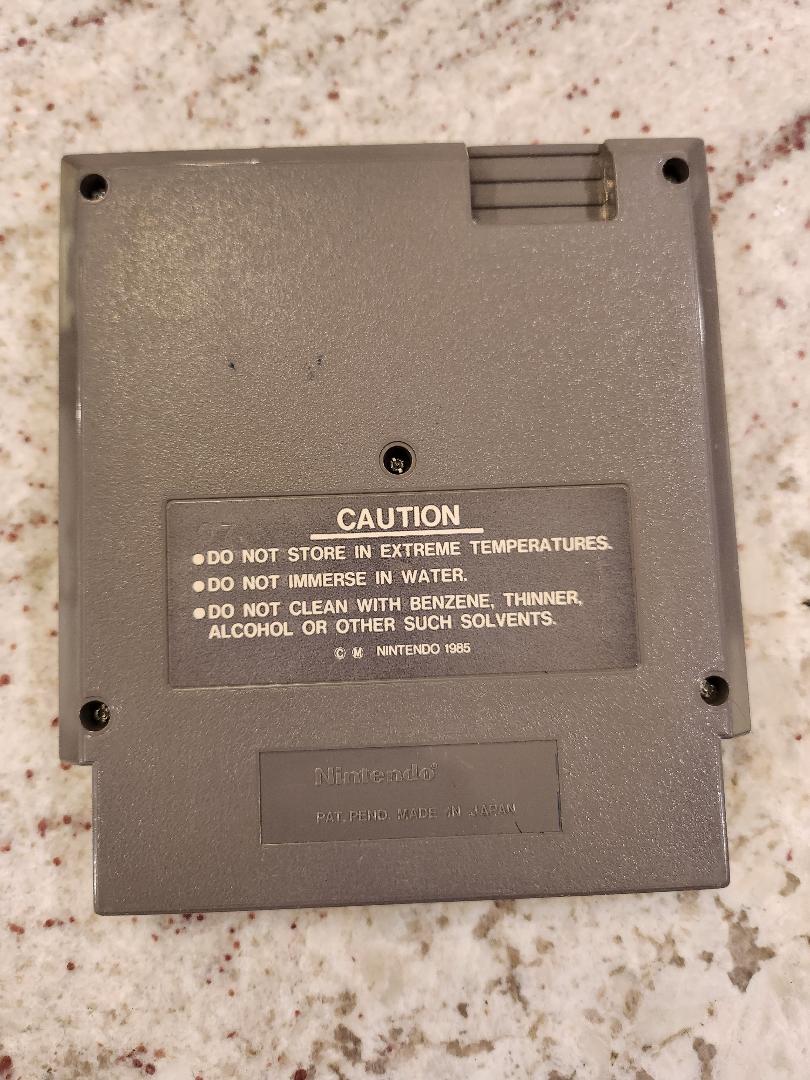 CAUTION
●DO NOT STORE IN EXTREME TEMPERATURES.
●DO NOT IMMERSE IN WATER.
●DO NOT CLEAN WITH BENZENE, THINNER,
ALCOHOL OR OTHER SUCH SOLVENTS.
© Ⓜ NINTENDO 1985
Nintendo®
PAT. PEND. MADE IN JAPAN